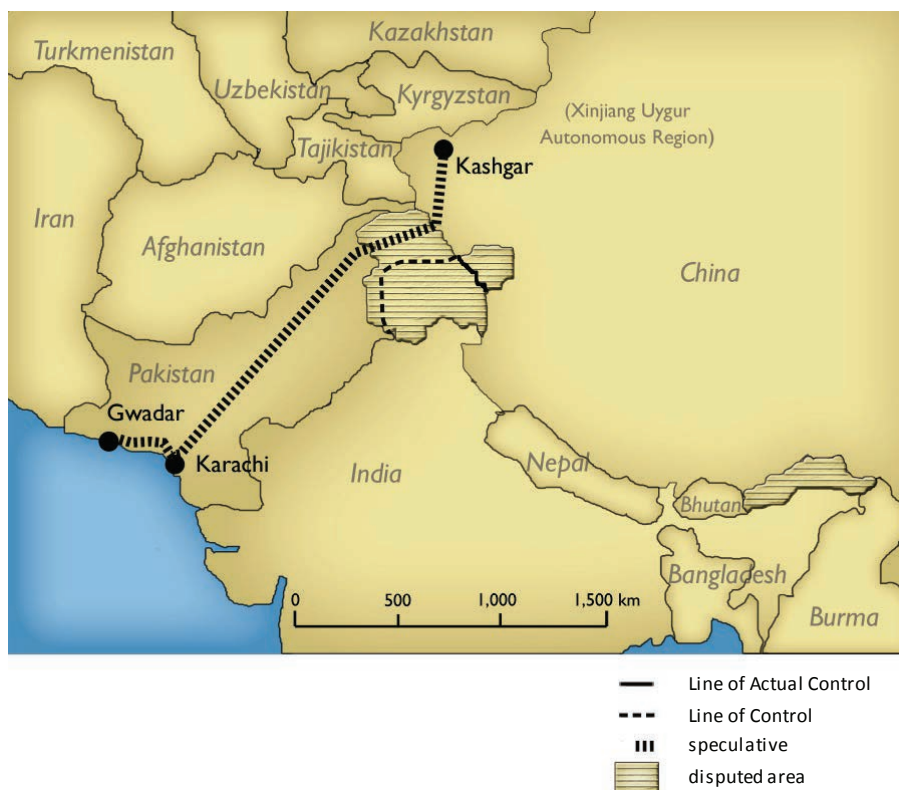 Kazakhstan
Turkmenistan
Uzbekistan
Kyrgyzstan
(Xinjiang Uygur
Autonomous Region)
Tajikistan
Kashgar
Iran
Afghanistan
China
Pakistan
Gwadar
Karachi
India
Nepal
Bhutan
Bangladesh
Burma
0 500 1,000 1,500 km
Line of Actual Control
Line of Control
speculative
disputed area